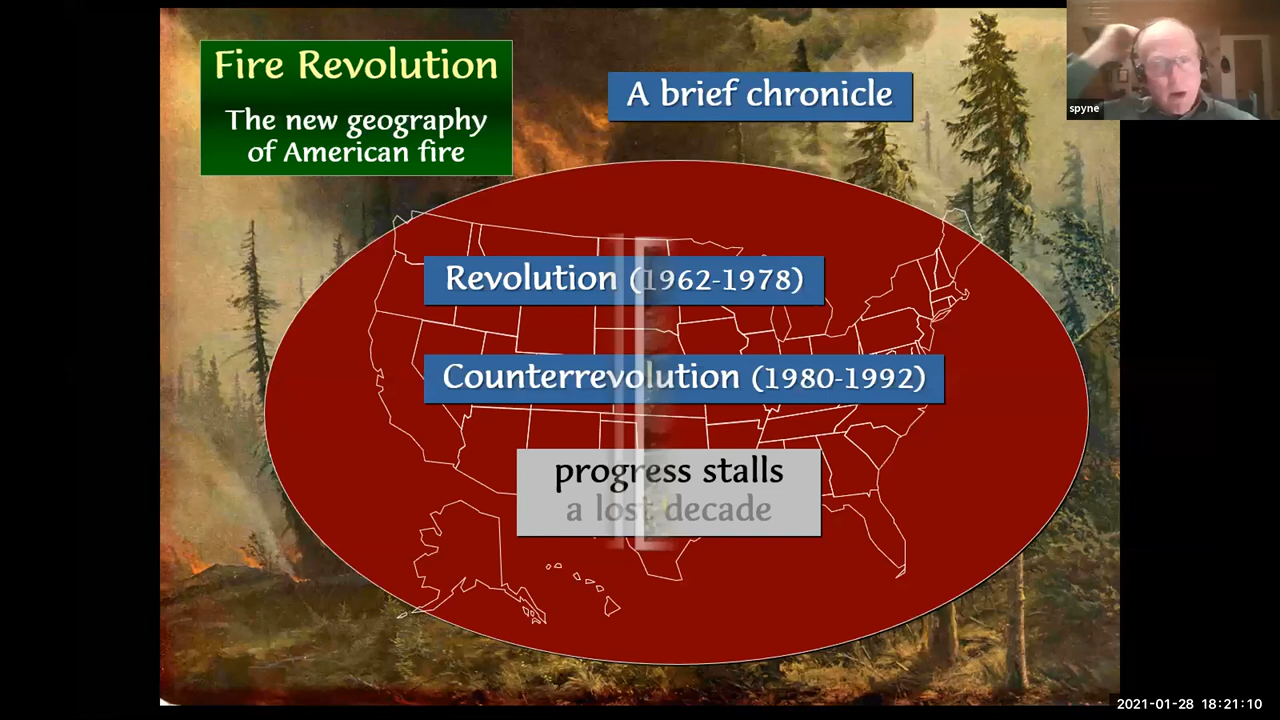 Fire Revolution
The new geography
of American fire
A brief chronicle
spyne
Revolution (1962-1978)
Counterrevolution (1980-1992)
progress stalls
a lost decade
2021-01-28 18:21:10